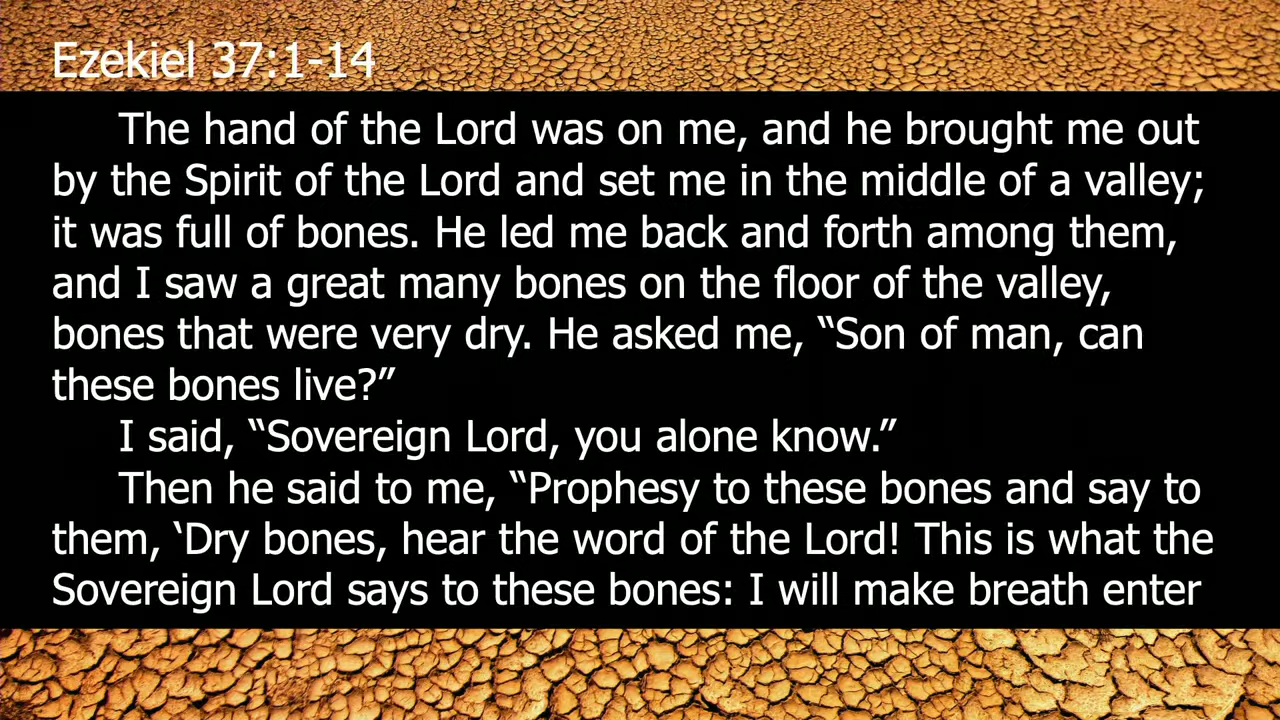 Ezekiel 37:1-14
The hand of the Lord was on me, and he brought me out
by the Spirit of the Lord and set me in the middle of a valley;
it was full of bones. He led me back and forth among them,
and I saw a great many bones on the floor of the valley,
bones that were very dry. He asked me, “Son of man, can
these bones live?”
I said, “Sovereign Lord, you alone know.”
Then he said to me, “Prophesy to these bones and say to
them, ‘Dry bones, hear the word of the Lord! This is what the
Sovereign Lord says to these bones: I will make breath enter